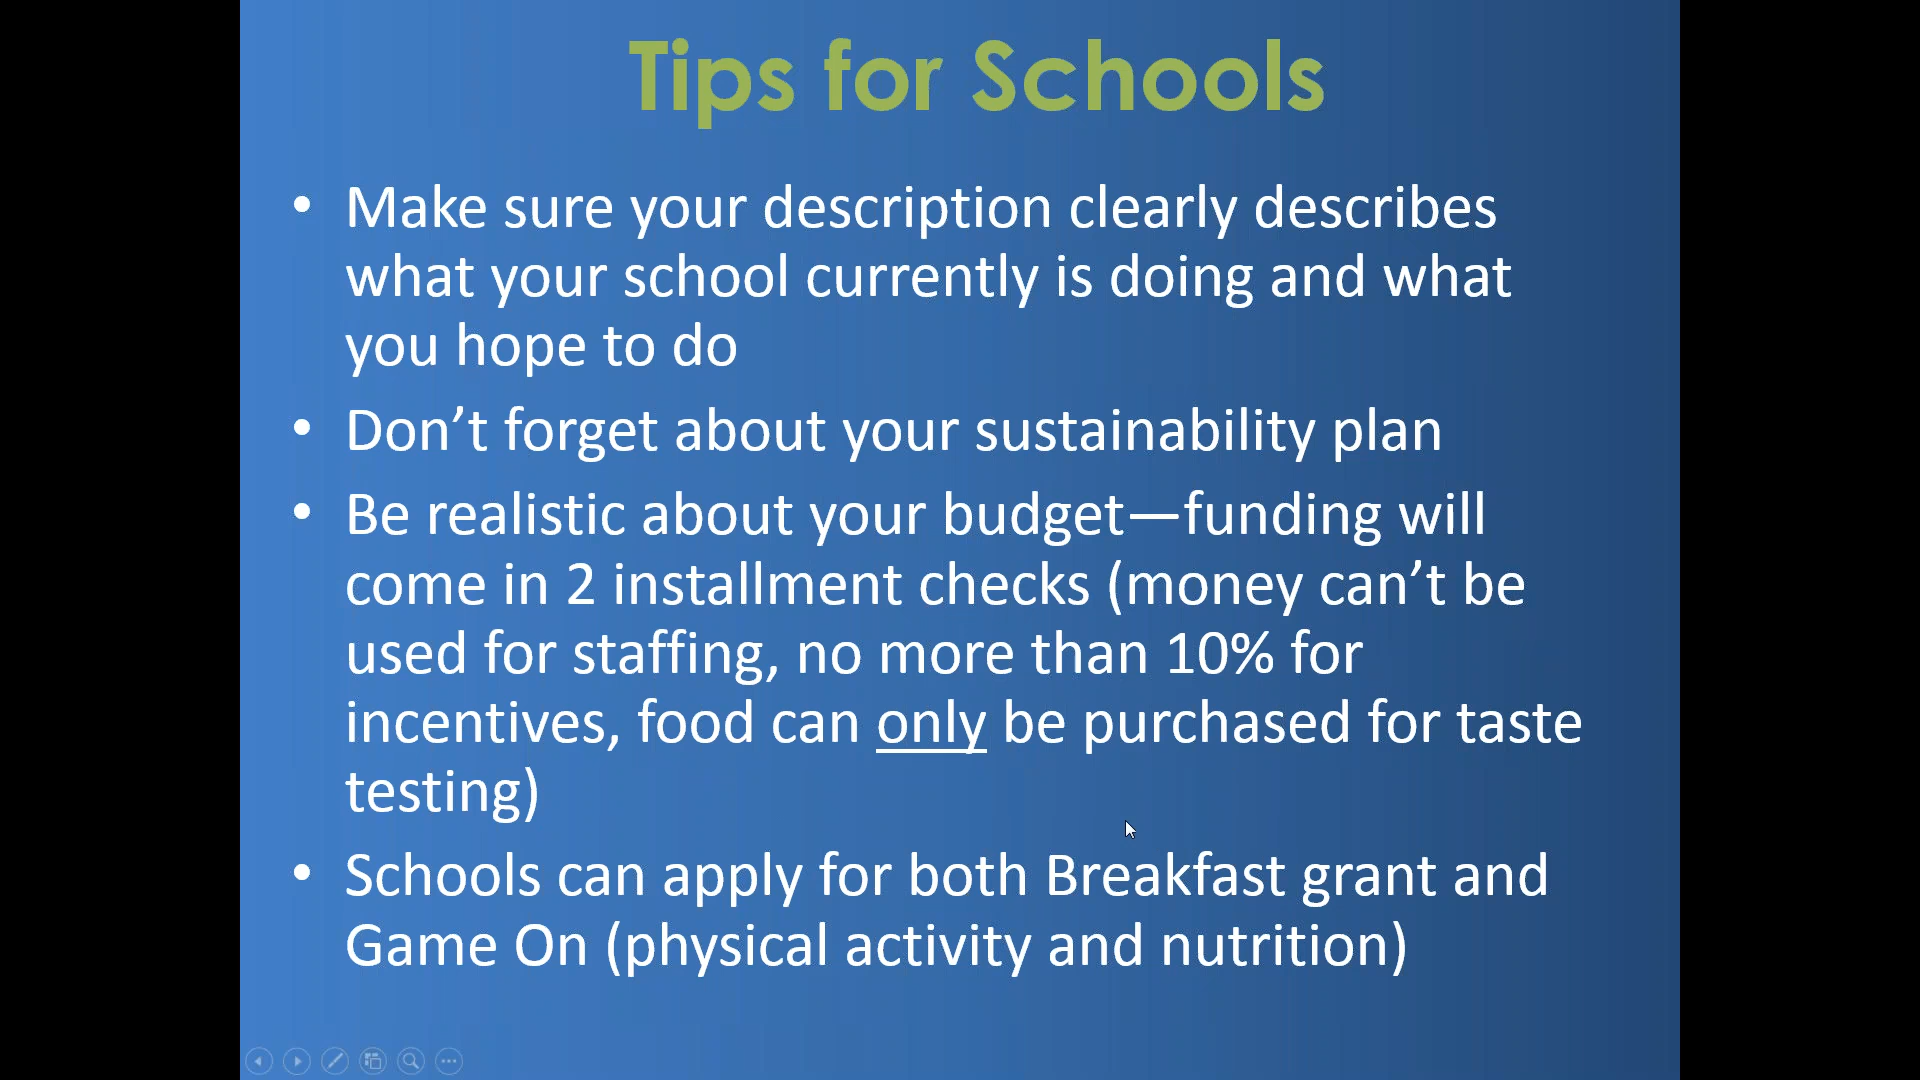 Tips for Schools
• Make sure your description clearly describes
what your school currently is doing and what
you hope to do
• Don’t forget about your sustainability plan
• Be realistic about your budget—funding will
come in 2 installment checks (money can’t be
used for staffing, no more than 10% for
incentives, food can only be purchased for taste
testing)
• Schools can apply for both Breakfast grant and
Game On (physical activity and nutrition)